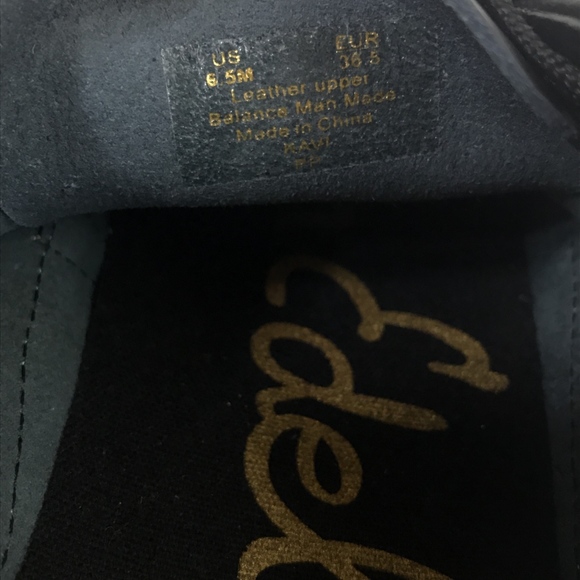 US EUR
6.5M 36.5
Leather upper
Balance Man Made
Made in China
KAVI